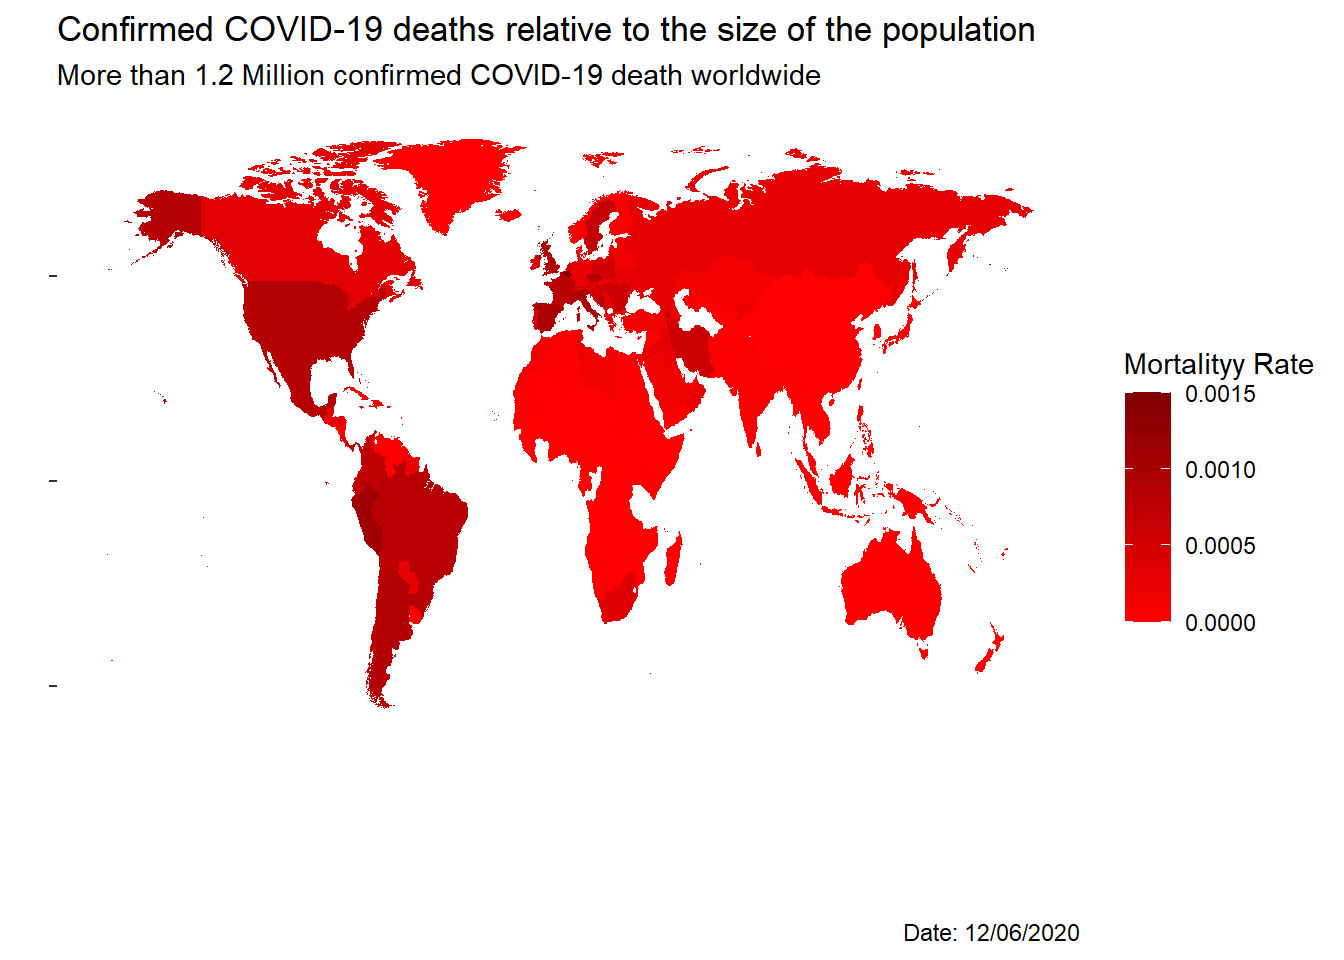 Confirmed COVID-19 deaths relative to the size of the population
More than 1.2 Million confirmed COVID-19 death worldwide
Mortalityy Rate
0.0015
0.0010
0.0005
0.0000
Date: 12/06/2020